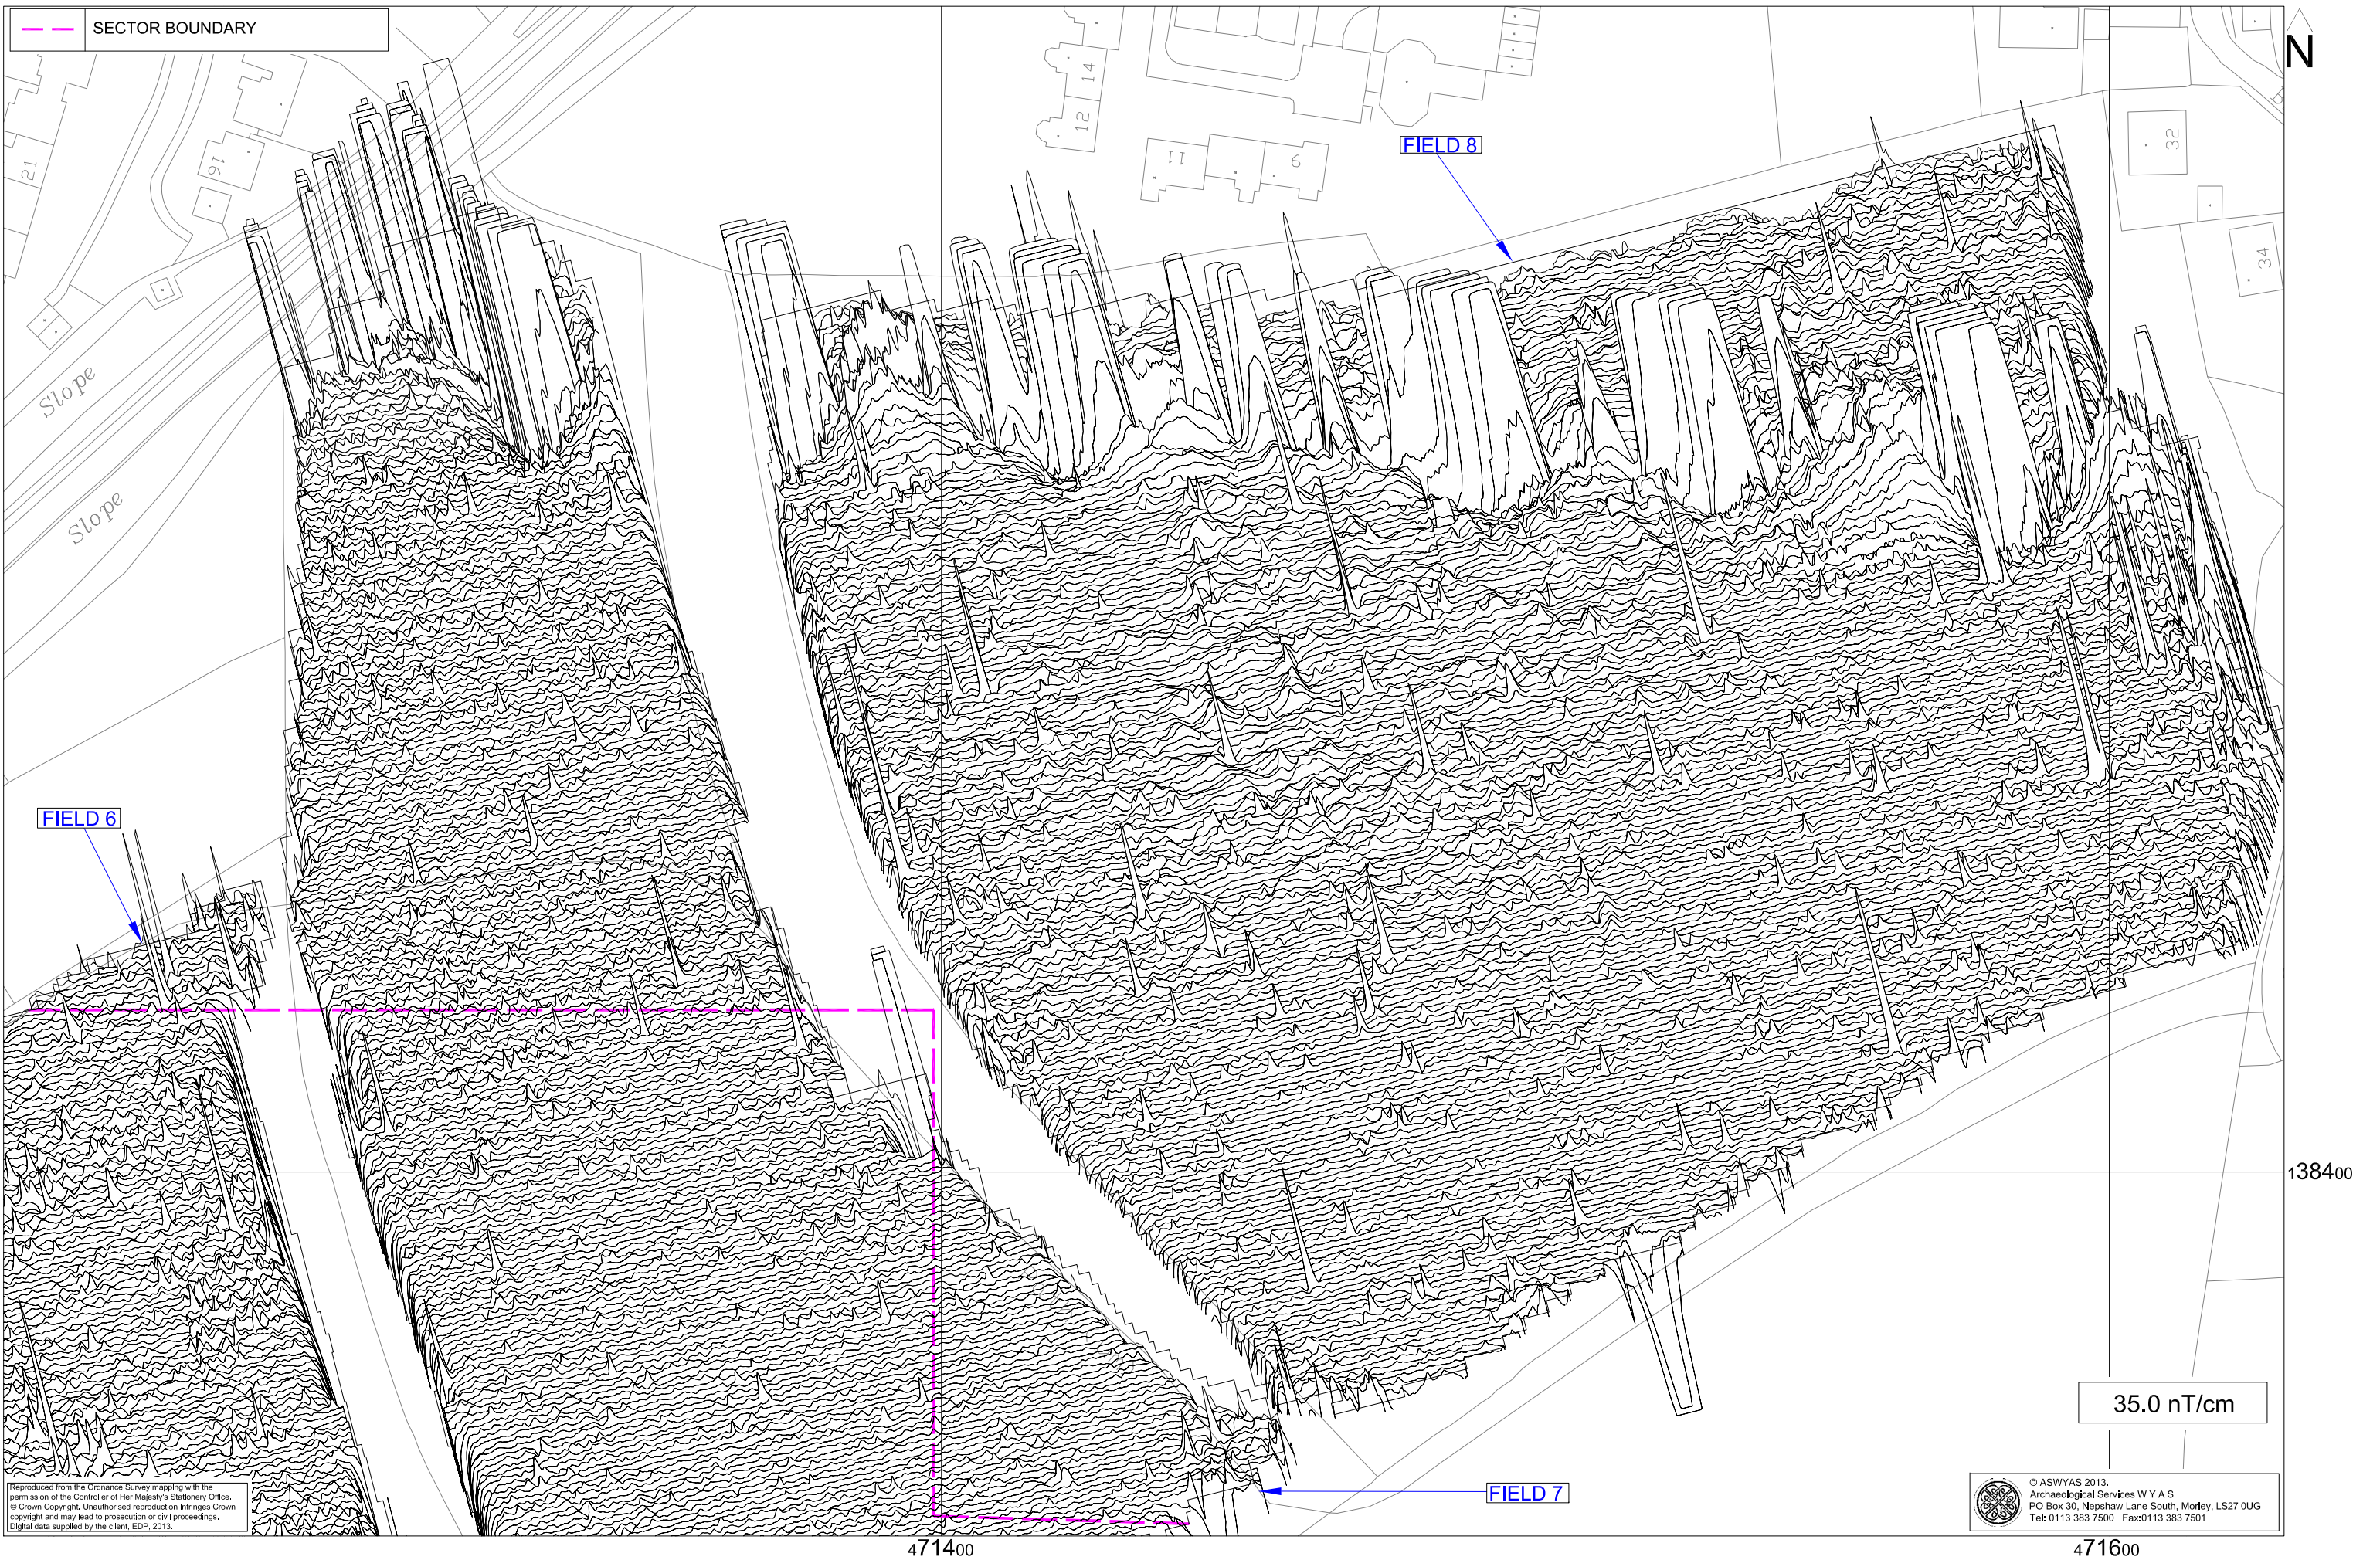 SECTOR BOUNDARY
N
21
16
14
12
11
9
32
34
FIELD 8
Slope
Slope
FIELD 6
138400
35.0 nT/cm
FIELD 7
Reproduced from the Ordnance Survey mapping with the
permission of the Controller of Her Majesty's Stationery Office.
© Crown Copyright. Unauthorised reproduction infringes Crown
copyright and may lead to prosecution or civil proceedings.
Digital data supplied by the client, EDP, 2013.
© ASWYAS 2013.
Archaeological Services W Y A S
PO Box 30, Nepshaw Lane South, Morley, LS27 0UG
Tel: 0113 383 7500 Fax:0113 383 7501
471400
471600